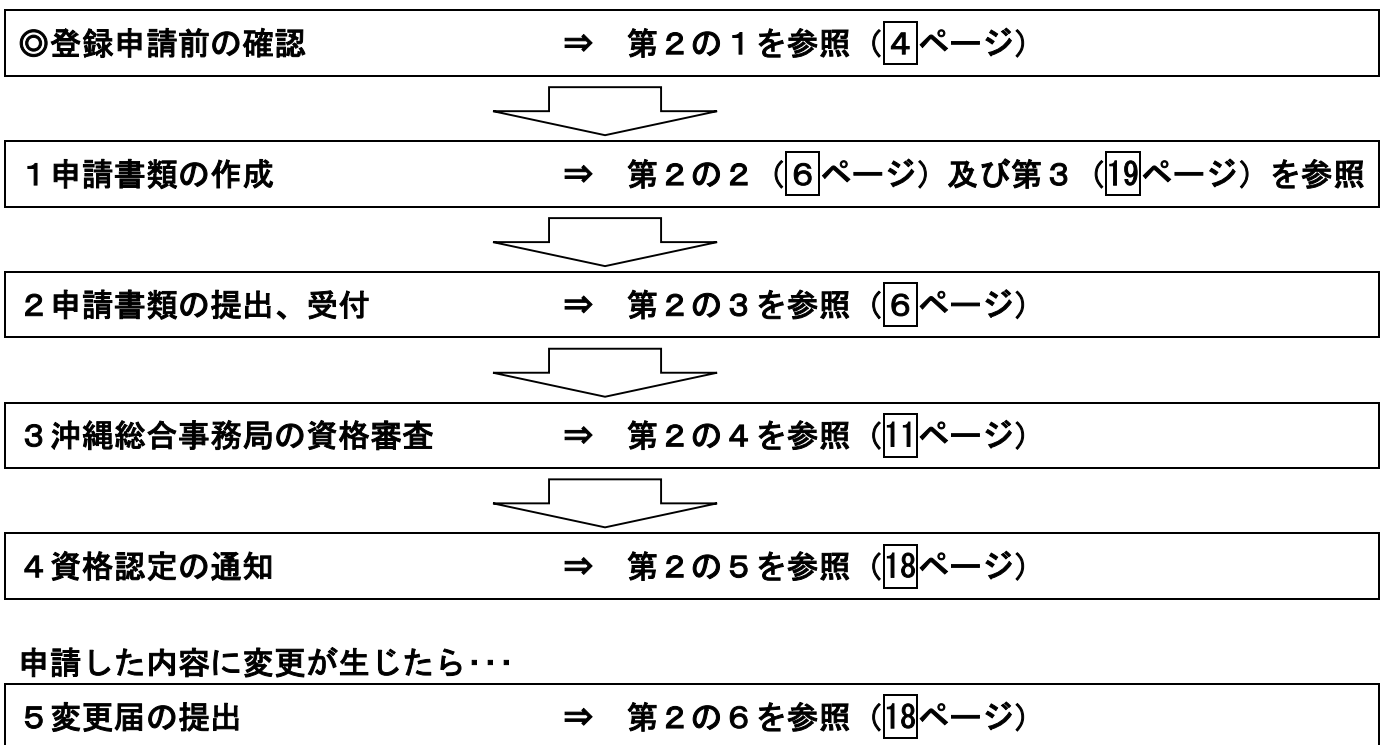 ◎登録申請前の確認 ⇒ 第２の１を参照（4ページ）
１申請書類の作成 ⇒ 第２の２（6ページ）及び第３（19ページ）を参照
２申請書類の提出、受付 ⇒ 第２の３を参照（6ページ）
３沖縄総合事務局の資格審査 ⇒ 第２の４を参照（11ページ）
４資格認定の通知 ⇒ 第２の５を参照（18ページ）
申請した内容に変更が生じたら･･･
５変更届の提出 ⇒ 第２の６を参照（18ページ）